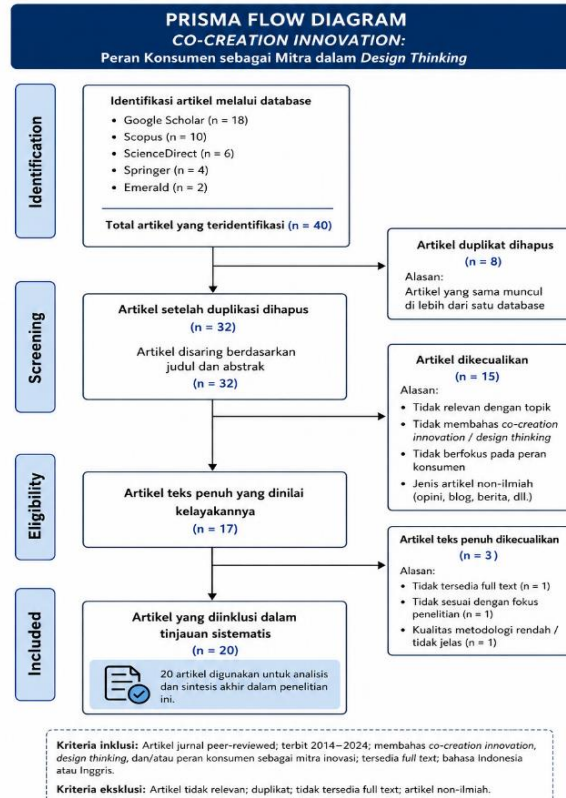 PRISMA FLOW DIAGRAM
CO-CREATION INNOVATION:
Peran Konsumen sebagai Mitra dalam Design Thinking
Identification
Identifikasi artikel melalui database
• Google Scholar (n = 18)
• Scopus (n = 10)
• ScienceDirect (n = 6)
• Springer (n = 4)
• Emerald (n = 2)
Total artikel yang teridentifikasi (n = 40)
Artikel duplikat dihapus
(n = 8)
Alasan:
Artikel yang sama muncul
di lebih dari satu database
Screening
Artikel setelah duplikasi dihapus
(n = 32)
Artikel disaring berdasarkan
judul dan abstrak
(n = 32)
Artikel dikecualikan
(n = 15)
Alasan:
• Tidak relevan dengan topik
• Tidak membahas co-creation
innovation / design thinking
• Tidak berfokus pada peran
konsumen
• Jenis artikel non-ilmiah
(opini, blog, berita, dll.)
Eligibility
Artikel teks penuh yang dinilai
kelayakannya
(n = 17)
Artikel teks penuh dikecualikan
(n = 3)
Alasan:
• Tidak tersedia full text (n = 1)
• Tidak sesuai dengan fokus
penelitian (n = 1)
• Kualitas metodologi rendah /
tidak jelas (n = 1)
Included
Artikel yang diinklusi dalam
tinjauan sistematis
(n = 20)
20 artikel digunakan untuk analisis
dan sintesis akhir dalam penelitian
ini.
Kriteria inklusi: Artikel jurnal peer-reviewed; terbit 2014–2024; membahas co-creation innovation,
design thinking, dan/atau peran konsumen sebagai mitra inovasi; tersedia full text; bahasa Indonesia
atau Inggris.
Kriteria eksklusi: Artikel tidak relevan; duplikat; tidak tersedia full text; artikel non-ilmiah.